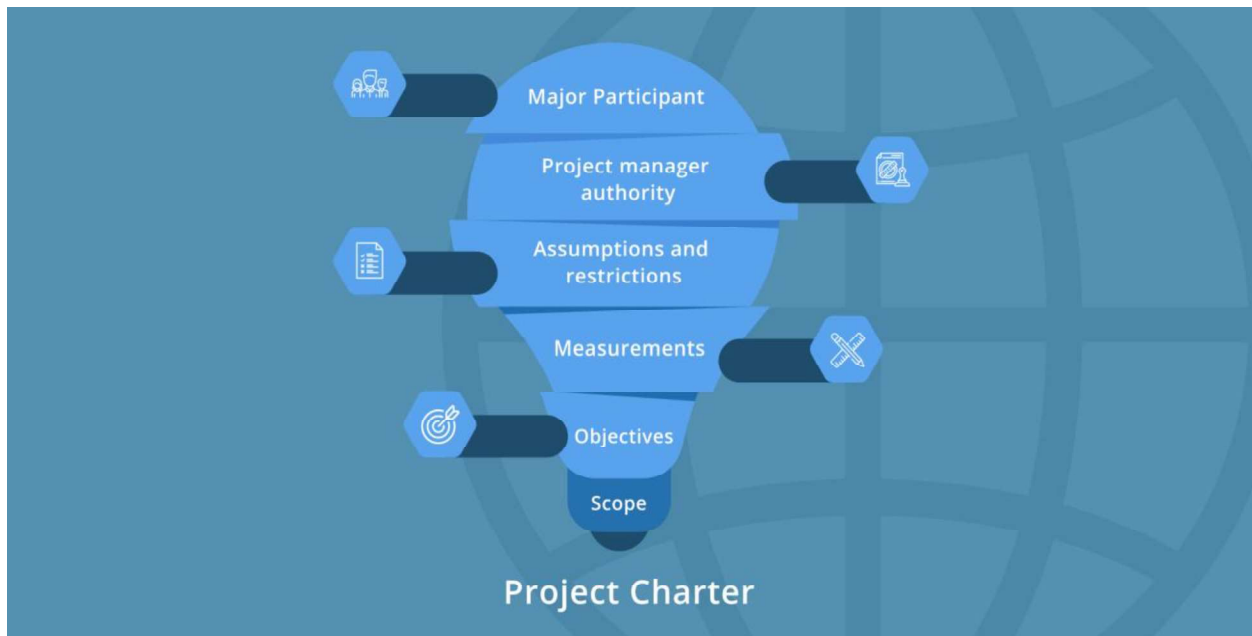 Major Participant
Project manager
authority
Assumptions and
restrictions
Measurements
Objectives
Scope
Project Charter